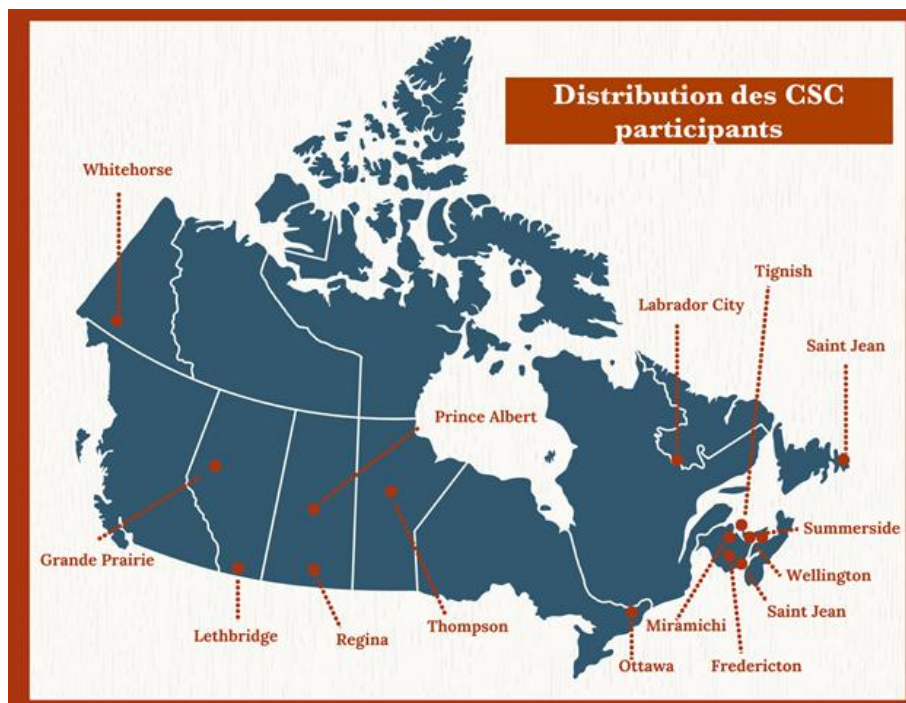 Distribution des CSC
participants
Whitehorse
Tignish
Labrador City
Saint Jean
Prince Albert
Summerside
Grande Prairie
Wellington
Saint Jean
Miramichi
Thompson
Lethbridge
Regina
Ottawa
Fredericton